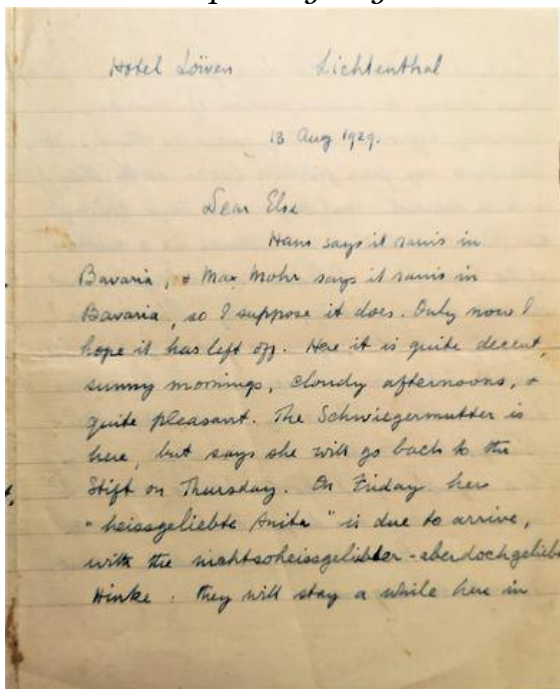 Hotel Löwen Lichtenthal
13 Aug 1929.
Dear Else
Hans says it rains in
Bavaria, & Max Mohr says it rains in
Bavaria, so I suppose it does. Only now I
hope it has left off. Here it is quite decent,
sunny mornings, cloudy afternoons, &
quite pleasant. The Schwiegermutter is
here, but says she will go back to the
Stift on Thursday. On Friday her
"heissgeliebte Anita" is due to arrive,
with the nichtsoheissgeliebter-aberdochgeliebt
Hinke. They will stay a while here in